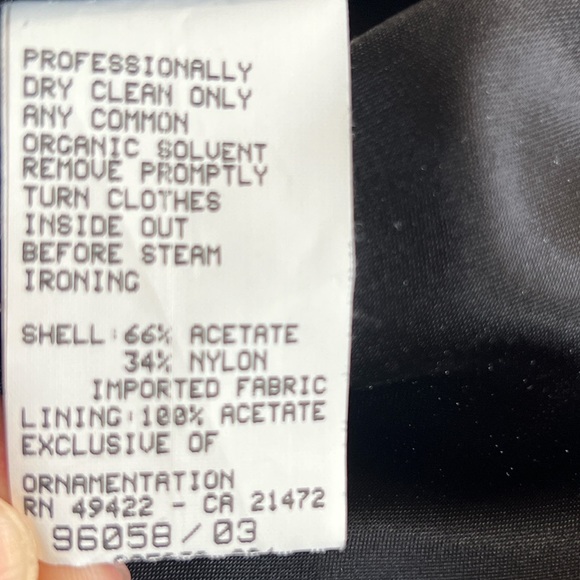 PROFESSIONALLY
DRY CLEAN ONLY
ANY COMMON
ORGANIC SOLVENT
REMOVE PROMPTLY
TURN CLOTHES
INSIDE OUT
BEFORE STEAM
IRONING
SHELL:66% ACETATE
34% NYLON
IMPORTED FABRIC
LINING:100% ACETATE
EXCLUSIVE OF
ORNAMENTATION
RN 49422 - CA 21472
96058/03